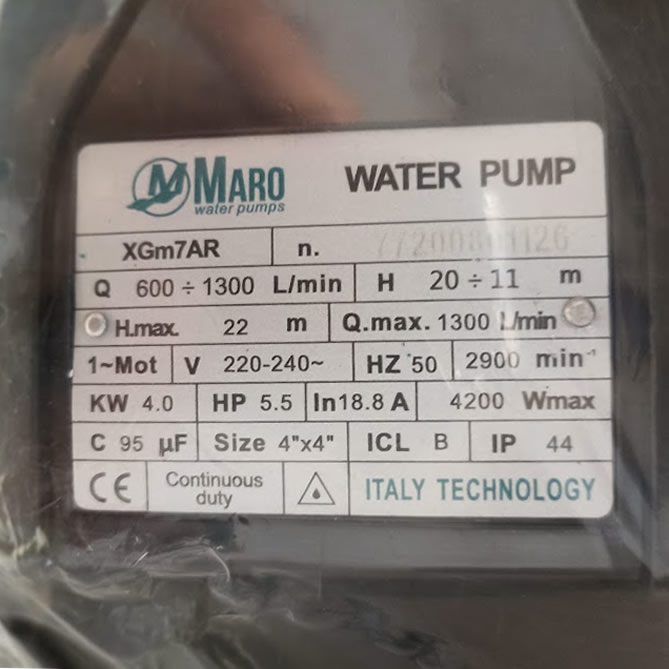 MARO
water pumps
WATER PUMP
XGm7AR n.
Q 600 ÷ 1300 L/min H 20 ÷ 11 m
H.max. 22 m Q.max. 1300 L/min
1~Mot V 220-240~ HZ 50 2900 min⁻¹
KW 4.0 HP 5.5 In18.8 A 4200 Wmax
C 95 µF Size 4"x4" ICL B IP 44
CE Continuous duty ITALY TECHNOLOGY